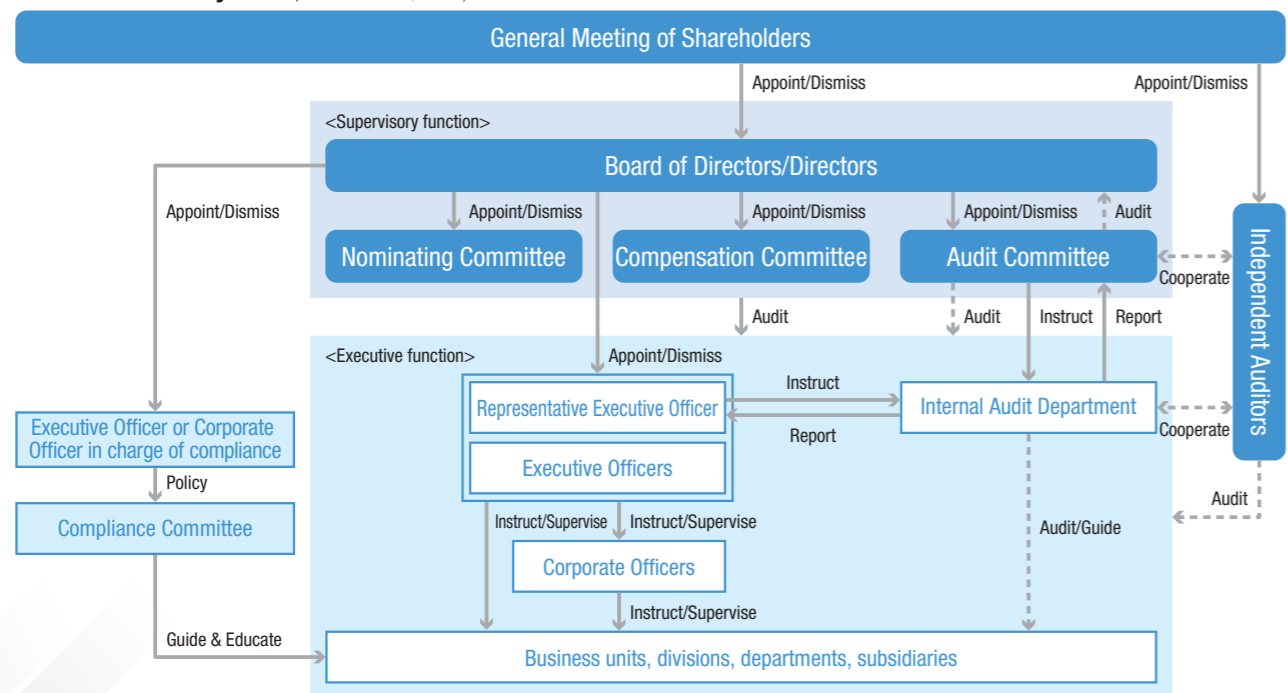 General Meeting of Shareholders
Appoint/Dismiss
Appoint/Dismiss
<Supervisory function>
Board of Directors/Directors
Appoint/Dismiss
Appoint/Dismiss
Appoint/Dismiss
Appoint/Dismiss
Audit
Nominating Committee
Compensation Committee
Audit Committee
Cooperate
Independent Auditors
Audit
Audit
Instruct
Report
<Executive function>
Appoint/Dismiss
Representative Executive Officer
Instruct
Report
Internal Audit Department
Cooperate
Executive Officer or Corporate
Officer in charge of compliance
Executive Officers
Policy
Audit
Compliance Committee
Instruct/Supervise
Instruct/Supervise
Audit/Guide
Corporate Officers
Instruct/Supervise
Guide & Educate
Business units, divisions, departments, subsidiaries